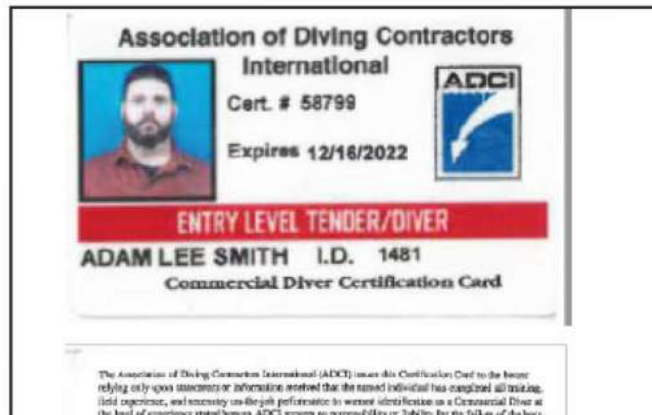 Association of Diving Contractors
International
ADCI
Cert. # 58799
Expires 12/16/2022
ENTRY LEVEL TENDER/DIVER
ADAM LEE SMITH I.D. 1481
Commercial Diver Certification Card
The Association of Diving Contractors International (ADCI) issues this Certification Card to the bearer
relying only upon statements or information received that the named individual has completed all training,
field experience, and necessary on-the-job performance to warrant identification as a Commercial Diver at
the level of experience stated hereon. ADCI accepts no responsibility or liability for the failure of the